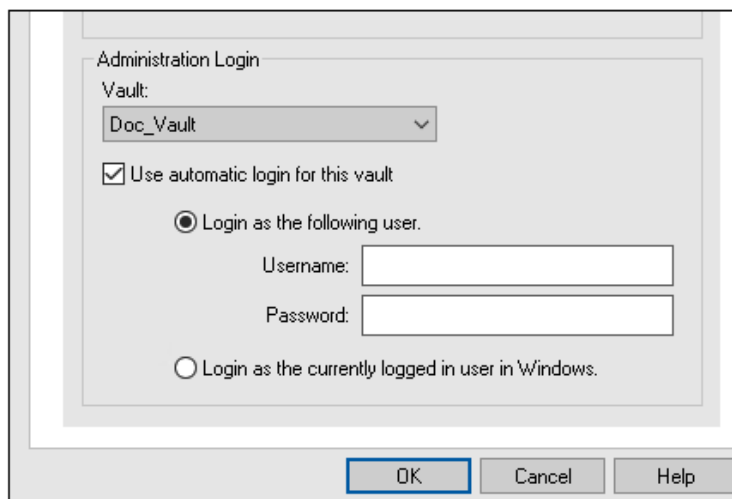 Administration Login
Vault:
Doc_Vault
Use automatic login for this vault
Login as the following user.
Username:
Password:
Login as the currently logged in user in Windows.
OK Cancel Help